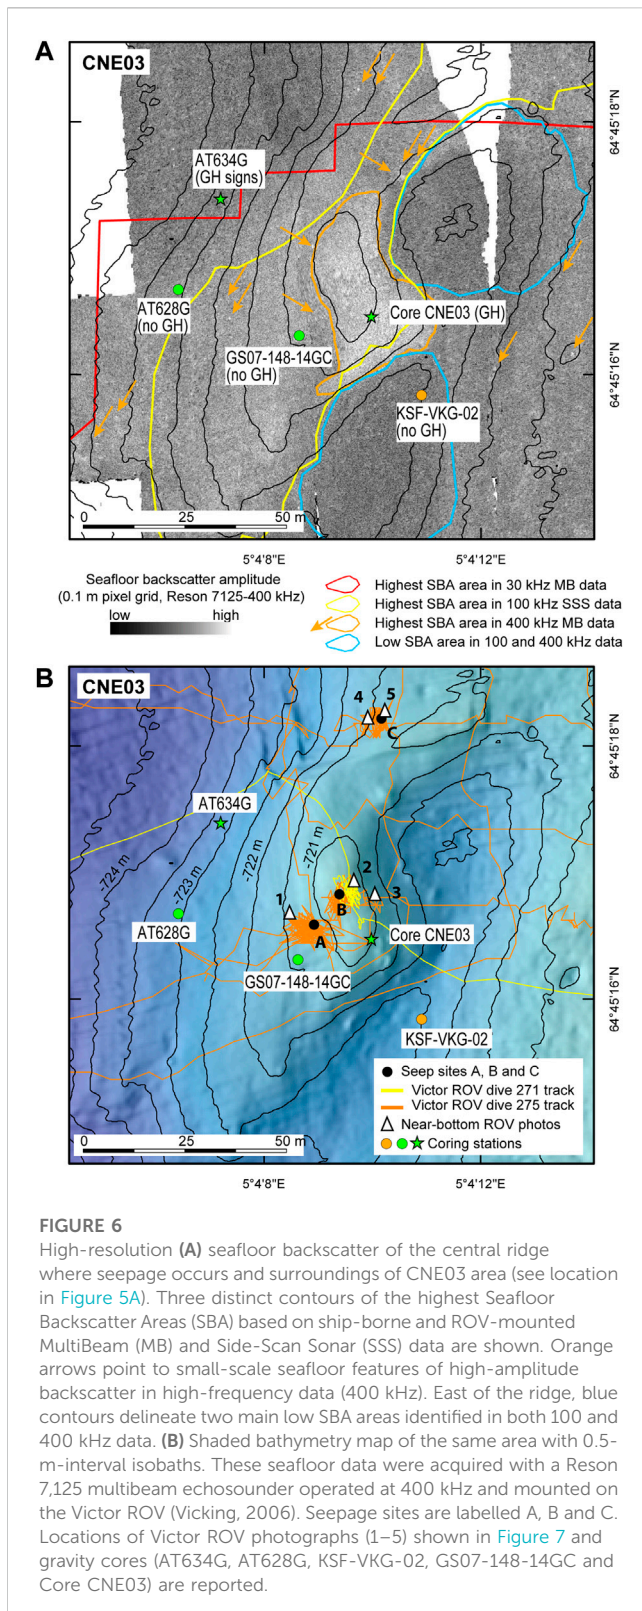 A
CNE03
AT634G
(GH signs)
AT628G
(no GH)
GS07-148-14GC
(no GH)
Core CNE03 (GH)
KSF-VKG-02
(no GH)
64°45'18"N
64°45'16"N
0 25 50 m
5°4'8"E 5°4'12"E
Seafloor backscatter amplitude
(0.1 m pixel grid, Reson 7125-400 kHz)
low high
Highest SBA area in 30 kHz MB data
Highest SBA area in 100 kHz SSS data
Highest SBA area in 400 kHz MB data
Low SBA area in 100 and 400 kHz data
B
CNE03
4 5
C
64°45'18"N
AT634G
-724 m
-723 m
-722 m
-721 m
2
1 3
B
AT628G
A
Core CNE03
GS07-148-14GC
64°45'16"N
KSF-VKG-02
Seep sites A, B and C
Victor ROV dive 271 track
Victor ROV dive 275 track
Near-bottom ROV photos
Coring stations
0 25 50 m
5°4'8"E 5°4'12"E
FIGURE 6
High-resolution (A) seafloor backscatter of the central ridge
where seepage occurs and surroundings of CNE03 area (see location
in Figure 5A). Three distinct contours of the highest Seafloor
Backscatter Areas (SBA) based on ship-borne and ROV-mounted
MultiBeam (MB) and Side-Scan Sonar (SSS) data are shown. Orange
arrows point to small-scale seafloor features of high-amplitude
backscatter in high-frequency data (400 kHz). East of the ridge, blue
contours delineate two main low SBA areas identified in both 100 and
400 kHz data. (B) Shaded bathymetry map of the same area with 0.5-
m-interval isobaths. These seafloor data were acquired with a Reson
7,125 multibeam echosounder operated at 400 kHz and mounted on
the Victor ROV (Vicking, 2006). Seepage sites are labelled A, B and C.
Locations of Victor ROV photographs (1–5) shown in Figure 7 and
gravity cores (AT634G, AT628G, KSF-VKG-02, GS07-148-14GC and
Core CNE03) are reported.